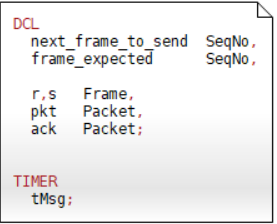 DCL
next_frame_to_send SeqNo,
frame_expected SeqNo,
r,s Frame,
pkt Packet,
ack Packet;
TIMER
tMsg;